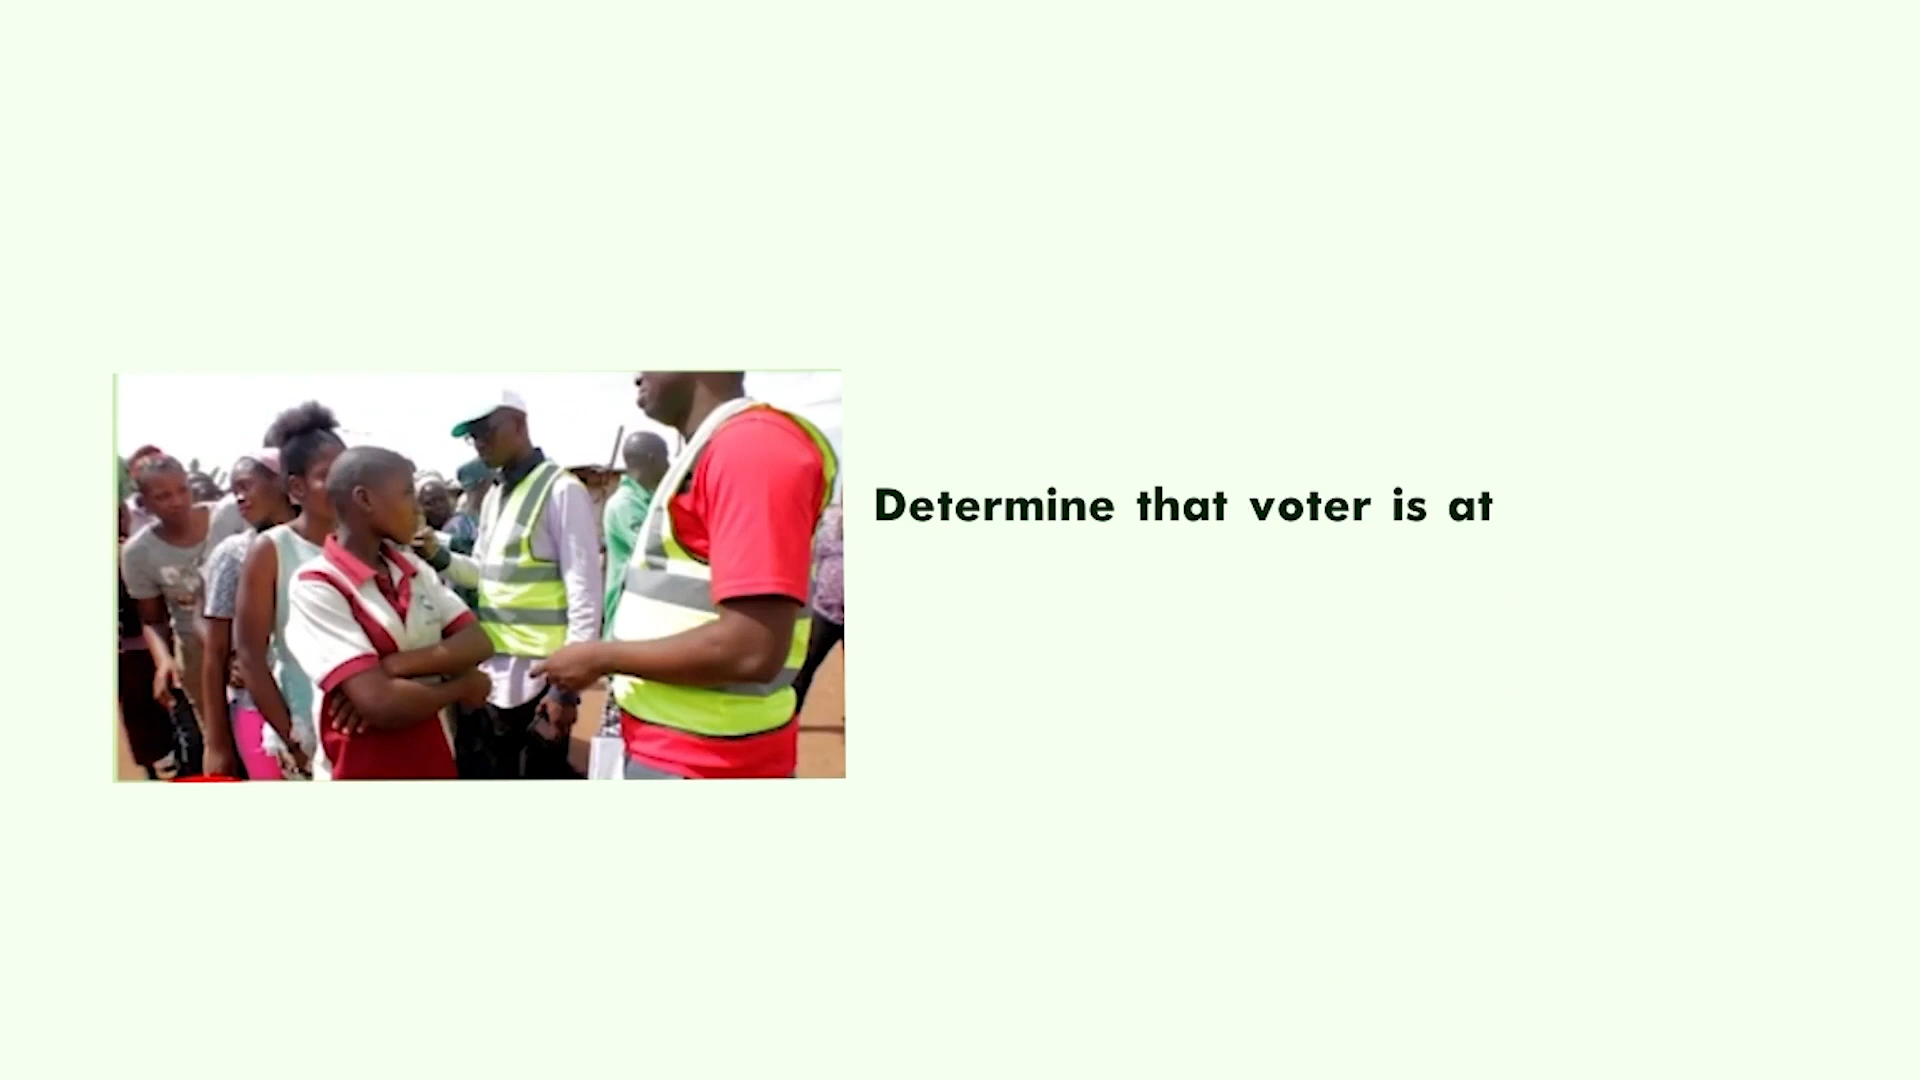 Determine that voter is at